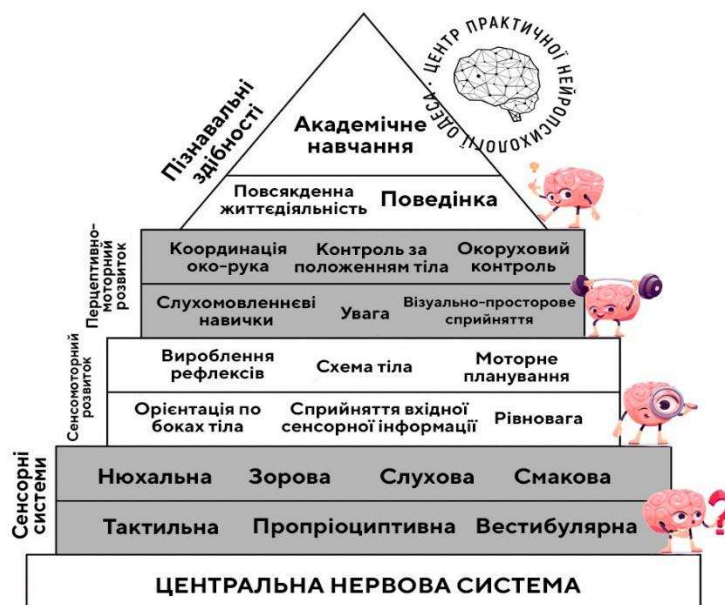 ЦЕНТР ПРАКТИЧНОЇ НЕЙРОПСИХОЛОГІЇ ОДЕСА ·
Пізнавальні
здібності
Академічне
навчання
Повсякденна
життєдіяльність
Поведінка
Перцептивно-
моторний
розвиток
Координація
око-рука
Контроль за
положенням тіла
Окоруховий
контроль
Слухомовленнєві
навички
Увага
Візуально-просторове
сприйняття
Сенсомоторний
розвиток
Вироблення
рефлексів
Схема тіла
Моторне
планування
Орієнтація по
боках тіла
Сприйняття вхідної
сенсорної інформації
Рівновага
Сенсорні
системи
Нюхальна
Зорова
Слухова
Смакова
Тактильна
Пропріоциптивна
Вестибулярна
?
ЦЕНТРАЛЬНА НЕРВОВА СИСТЕМА